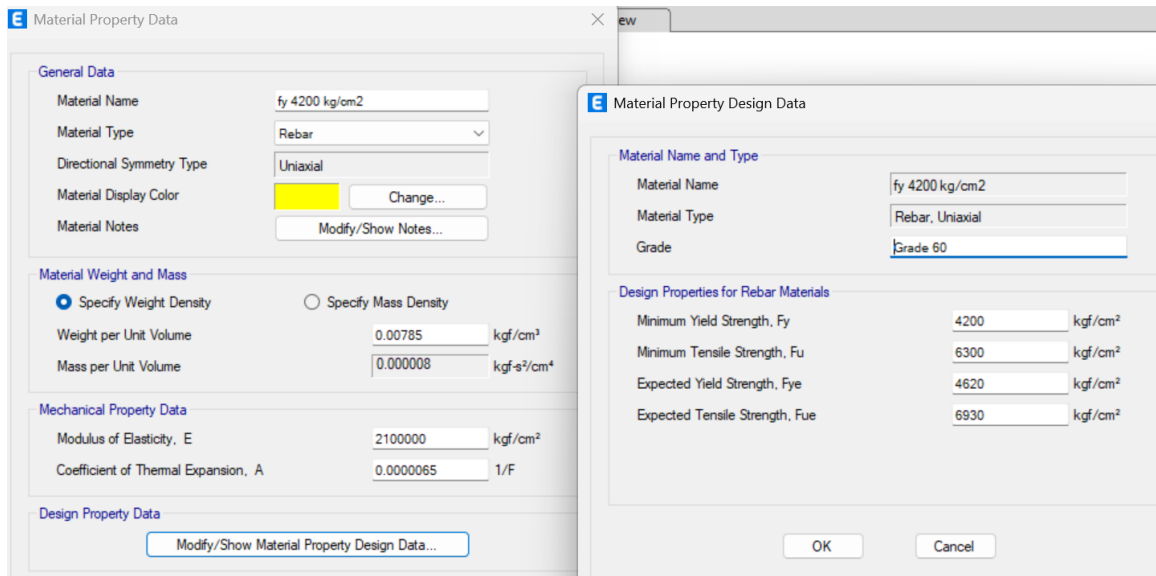 E Material Property Data
General Data
Material Name fy 4200 kg/cm2
Material Type Rebar
Directional Symmetry Type Uniaxial
Material Display Color Change...
Material Notes Modify/Show Notes...
Material Weight and Mass
Specify Weight Density Specify Mass Density
Weight per Unit Volume 0.00785 kgf/cm³
Mass per Unit Volume 0.000008 kgf-s²/cm⁴
Mechanical Property Data
Modulus of Elasticity, E 2100000 kgf/cm²
Coefficient of Thermal Expansion, A 0.0000065 1/F
Design Property Data
Modify/Show Material Property Design Data...
ew
E Material Property Design Data
Material Name and Type
Material Name fy 4200 kg/cm2
Material Type Rebar, Uniaxial
Grade Grade 60
Design Properties for Rebar Materials
Minimum Yield Strength, Fy 4200 kgf/cm²
Minimum Tensile Strength, Fu 6300 kgf/cm²
Expected Yield Strength, Fye 4620 kgf/cm²
Expected Tensile Strength, Fue 6930 kgf/cm²
OK Cancel